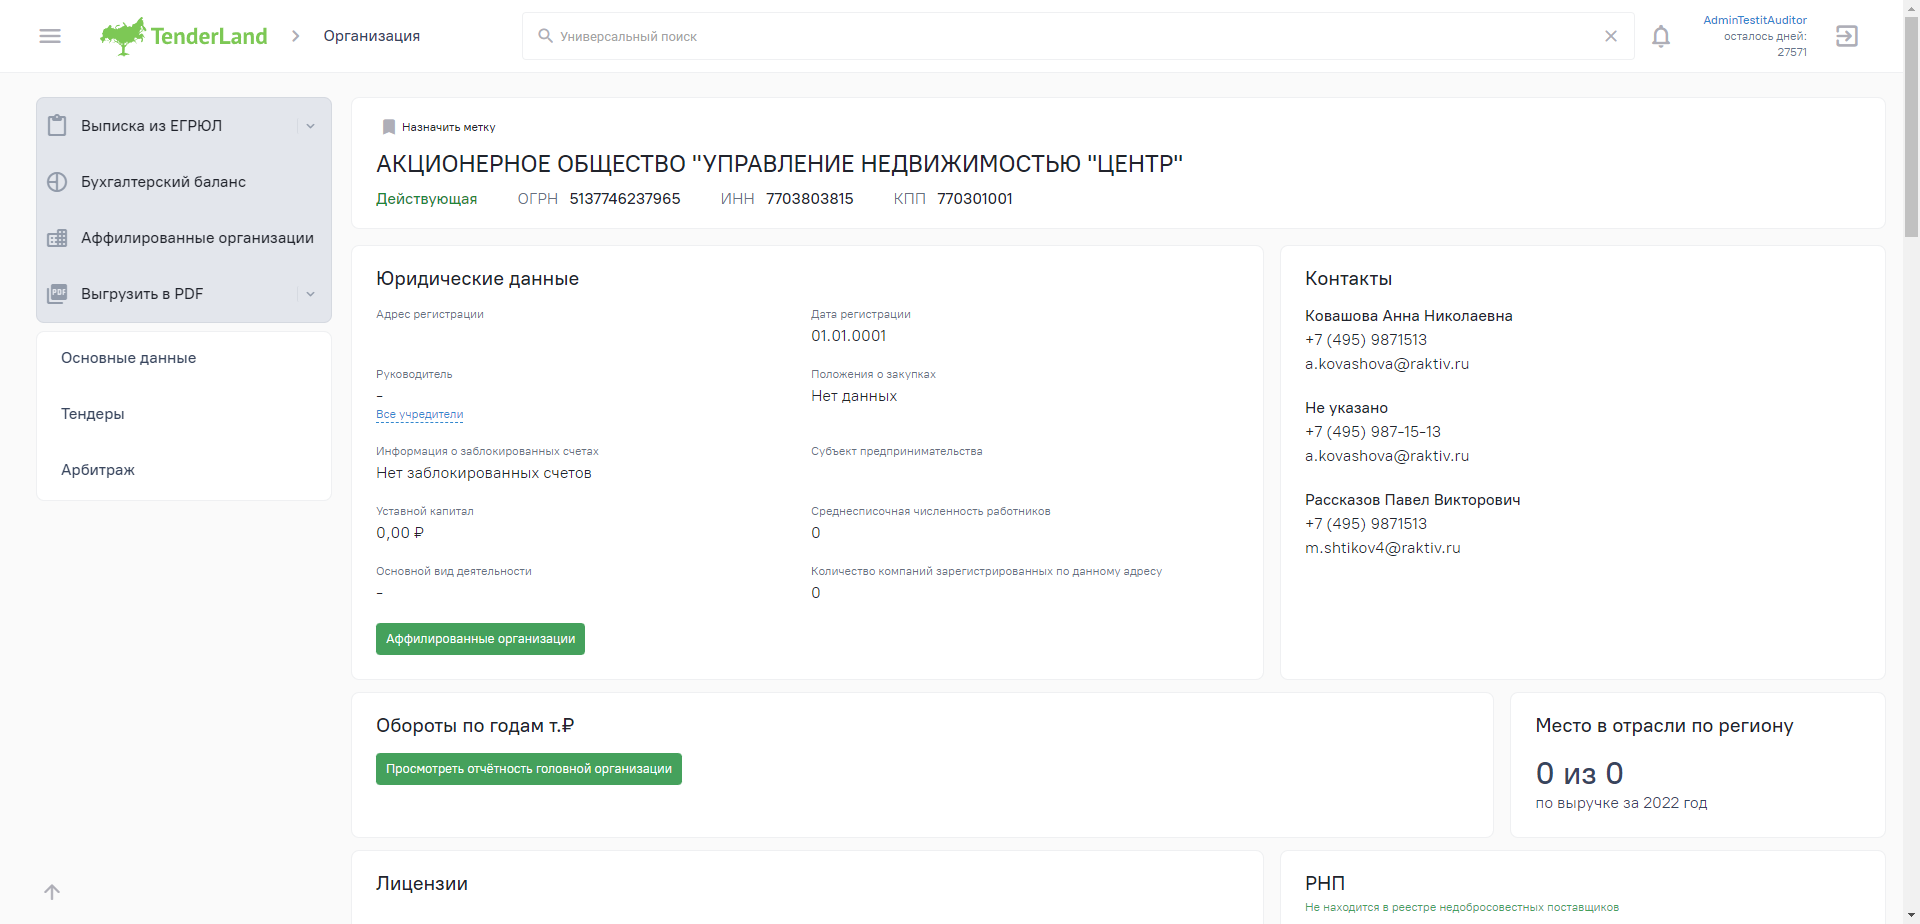 TenderLand
Организация
Универсальный поиск
AdminTestitAuditor
осталось дней:
27571
Выписка из ЕГРЮЛ
Бухгалтерский баланс
Аффилированные организации
PDF
Выгрузить в PDF
Основные данные
Тендеры
Арбитраж
Назначить метку
АКЦИОНЕРНОЕ ОБЩЕСТВО "УПРАВЛЕНИЕ НЕДВИЖИМОСТЬЮ "ЦЕНТР"
Действующая ОГРН 5137746237965 ИНН 7703803815 КПП 770301001
Юридические данные
Адрес регистрации
Дата регистрации
01.01.0001
Руководитель
-
Все учредители
Положения о закупках
Нет данных
Информация о заблокированных счетах
Нет заблокированных счетов
Субъект предпринимательства
Уставной капитал
0,00 ₽
Среднесписочная численность работников
0
Основной вид деятельности
-
Количество компаний зарегистрированных по данному адресу
0
Аффилированные организации
Контакты
Ковашова Анна Николаевна
+7 (495) 9871513
a.kovashova@raktiv.ru
Не указано
+7 (495) 987-15-13
a.kovashova@raktiv.ru
Рассказов Павел Викторович
+7 (495) 9871513
m.shtikov4@raktiv.ru
Обороты по годам т.₽
Просмотреть отчётность головной организации
Место в отрасли по региону
0 из 0
по выручке за 2022 год
Лицензии
РНП
Не находится в реестре недобросовестных поставщиков